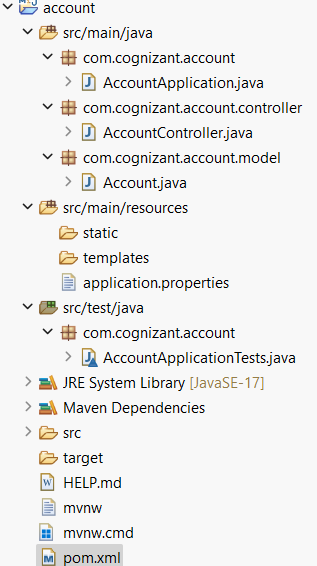 account
src/main/java
com.cognizant.account
AccountApplication.java
com.cognizant.account.controller
AccountController.java
com.cognizant.account.model
Account.java
src/main/resources
static
templates
application.properties
src/test/java
com.cognizant.account
AccountApplicationTests.java
JRE System Library [JavaSE-17]
Maven Dependencies
src
target
HELP.md
mvnw
mvnw.cmd
pom.xml